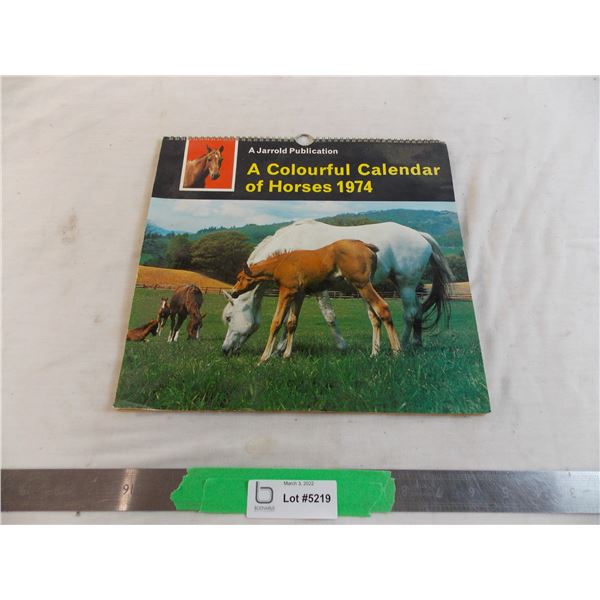 A Jarrold Publication
A Colourful Calendar
of Horses 1974
March 3, 2022
b
Lot #5219